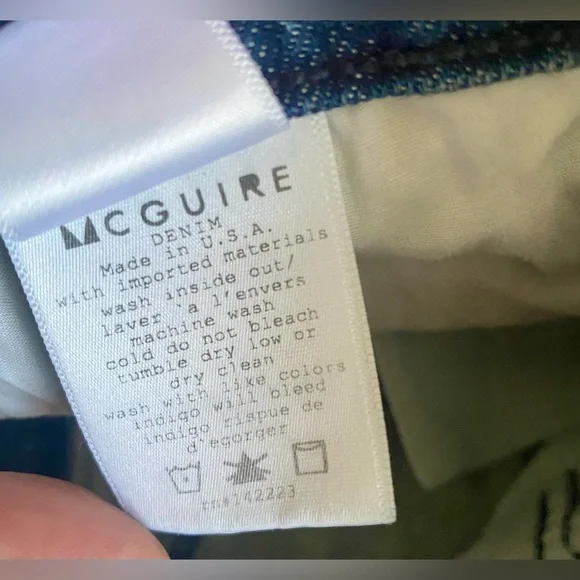 MCGUIRE
DENIM
Made in U.S.A.
with imported materials
wash inside out/
laver `a l'envers
machine wash
cold do not bleach
tumble dry low or
dry clean
wash with like colors
indigo will bleed
indigo rispue de
d'egorger
rn#142223